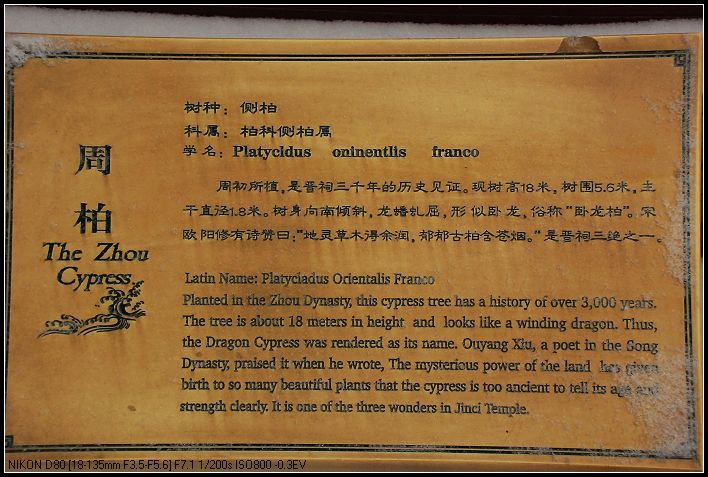 周柏
The Zhou
Cypress
树种：侧柏
科属：柏科侧柏属
学名：Platycldus oninentlis franco
周初所植，是晋祠三千年的历史见证。现树高18米，树围5.6米，主
干直径1.8米。树身向南倾斜，龙蟠虬屈，形似卧龙，俗称“卧龙柏”。宋
欧阳修有诗赞曰：“地灵草木得余润，郁郁古柏含苍烟。”是晋祠三绝之一。
Latin Name: Platycladus Orientalis Franco
Planted in the Zhou Dynasty, this cypress tree has a history of over 3,000 years.
The tree is about 18 meters in height and looks like a winding dragon. Thus,
the Dragon Cypress was rendered as its name. Ouyang Xiu, a poet in the Song
Dynasty, praised it when he wrote, The mysterious power of the land has given
birth to so many beautiful plants that the cypress is too ancient to tell its age and
strength clearly. It is one of the three wonders in Jinci Temple.
NIKON D80 [18-135mm F3.5-F5.6] F7.1 1/200s ISO800 -0.3EV